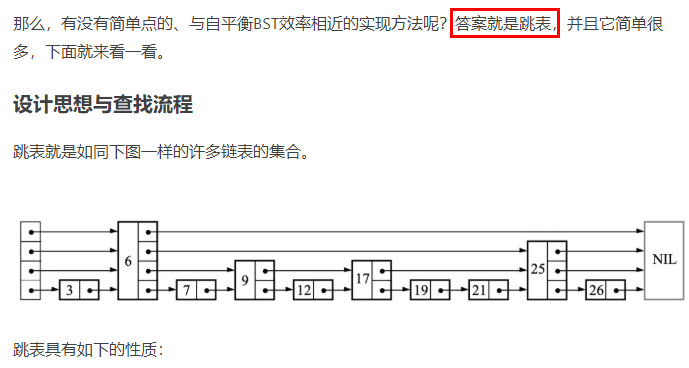 那么，有没有简单点的、与自平衡BST效率相近的实现方法呢？答案就是跳表，并且它简单很
多，下面就来看一看。
设计思想与查找流程
跳表就是如同下图一样的许多链表的集合。
6
25
NIL
9
17
3
7
12
19
21
26
跳表具有如下的性质：